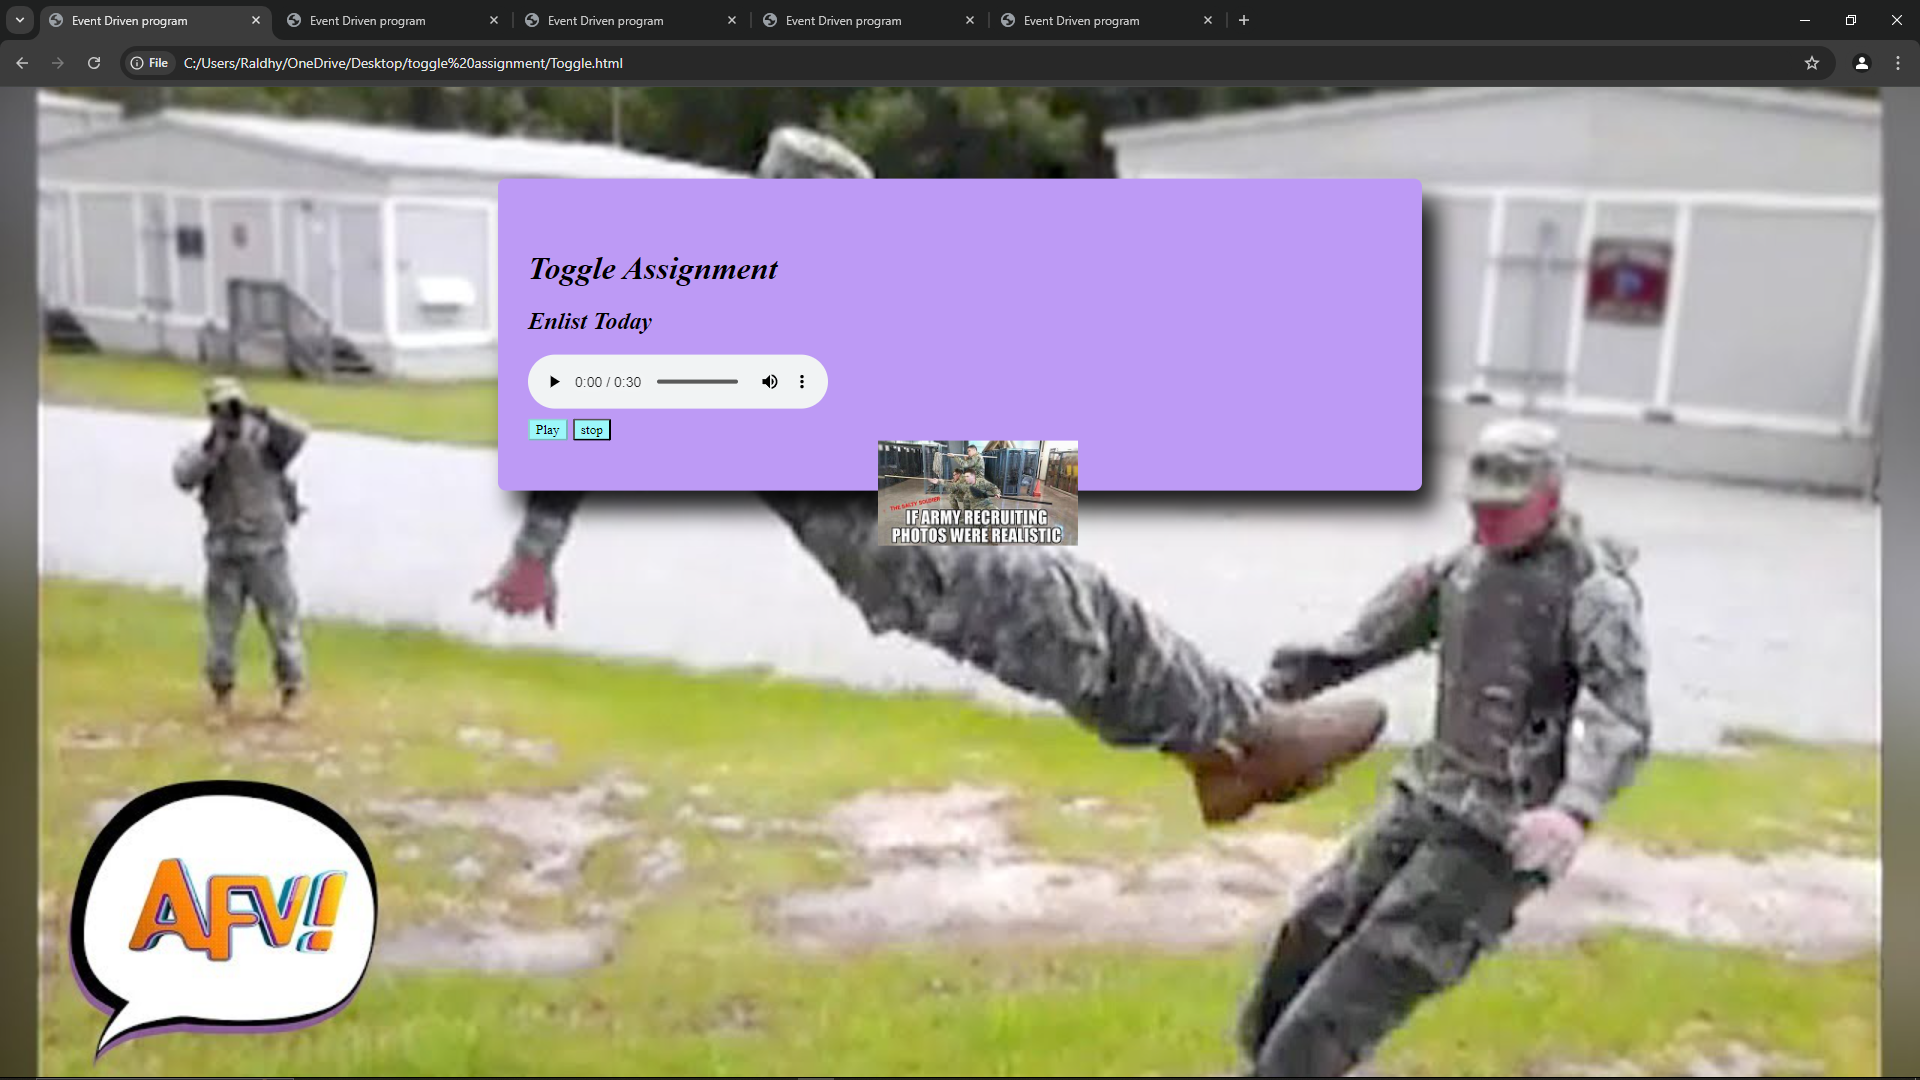 Event Driven program
Event Driven program
Event Driven program
Event Driven program
Event Driven program
File
C:/Users/Raldhy/OneDrive/Desktop/toggle%20assignment/Toggle.html
Toggle Assignment
Enlist Today
0:00 / 0:30
Play
stop
THE SALTY SOLDIER
IF ARMY RECRUITING
PHOTOS WERE REALISTIC
AFV!